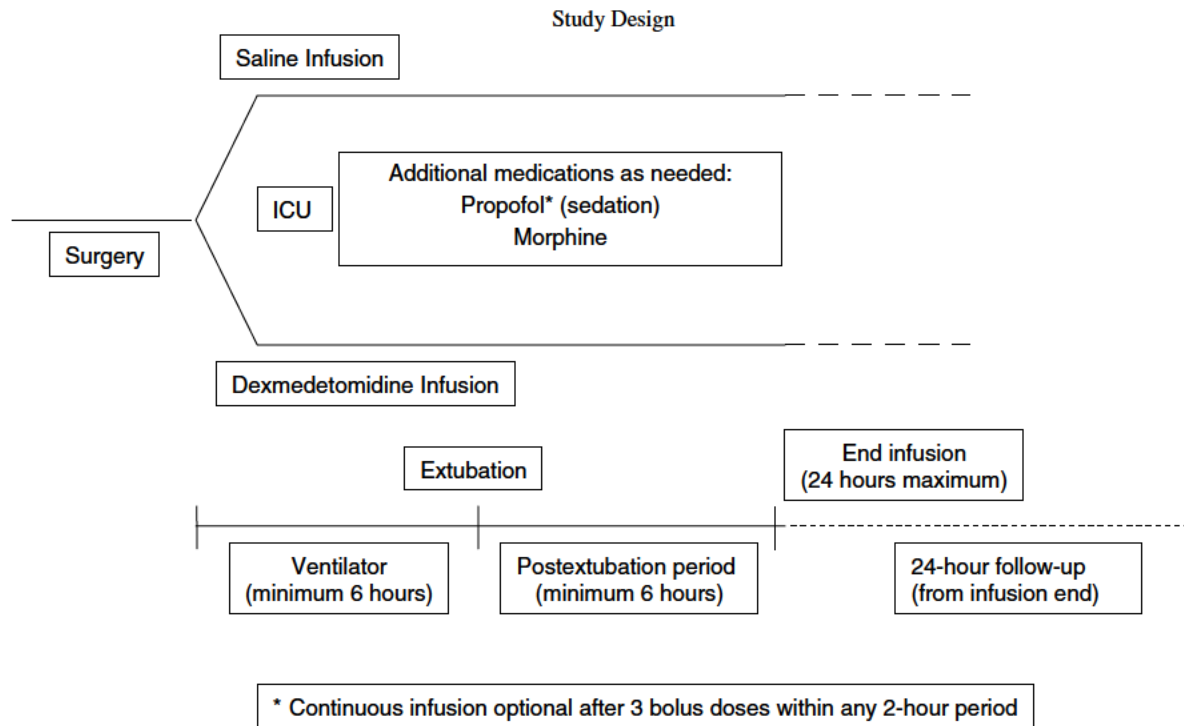 Study Design
Saline Infusion
Additional medications as needed:
Propofol* (sedation)
Morphine
ICU
Surgery
Dexmedetomidine Infusion
Extubation
End infusion
(24 hours maximum)
Ventilator
(minimum 6 hours)
Postextubation period
(minimum 6 hours)
24-hour follow-up
(from infusion end)
* Continuous infusion optional after 3 bolus doses within any 2-hour period